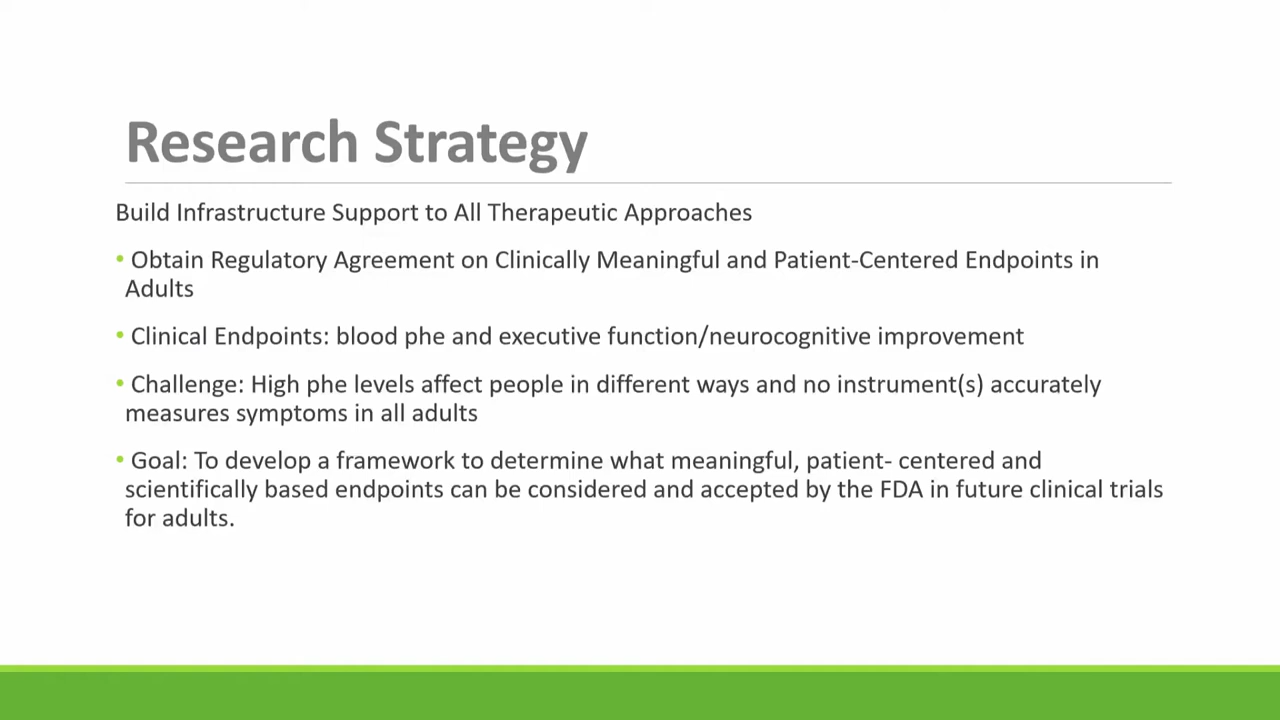 Research Strategy
Build Infrastructure Support to All Therapeutic Approaches
• Obtain Regulatory Agreement on Clinically Meaningful and Patient-Centered Endpoints in
Adults
• Clinical Endpoints: blood phe and executive function/neurocognitive improvement
• Challenge: High phe levels affect people in different ways and no instrument(s) accurately
measures symptoms in all adults
• Goal: To develop a framework to determine what meaningful, patient- centered and
scientifically based endpoints can be considered and accepted by the FDA in future clinical trials
for adults.